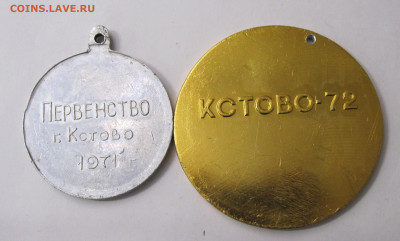 COINS.LAVE.RU
ПЕРВЕНСТВО
г. Кстово
1971 г
КСТОВО-72